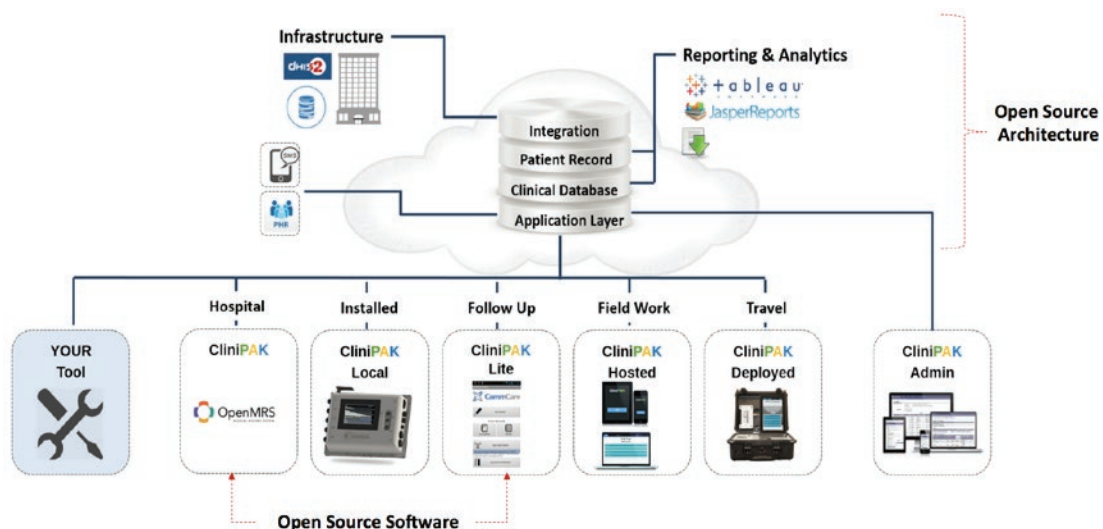 Infrastructure
dhis2
Reporting & Analytics
tableau
JasperReports
Open Source
Architecture
Integration
Patient Record
Clinical Database
Application Layer
SMS
PHR
Hospital
Installed
Follow Up
Field Work
Travel
YOUR
Tool
CliniPAK
OpenMRS
CliniPAK
Local
CliniPAK
Lite
CommCare
CliniPAK
Hosted
CliniPAK
Deployed
CliniPAK
Admin
Open Source Software